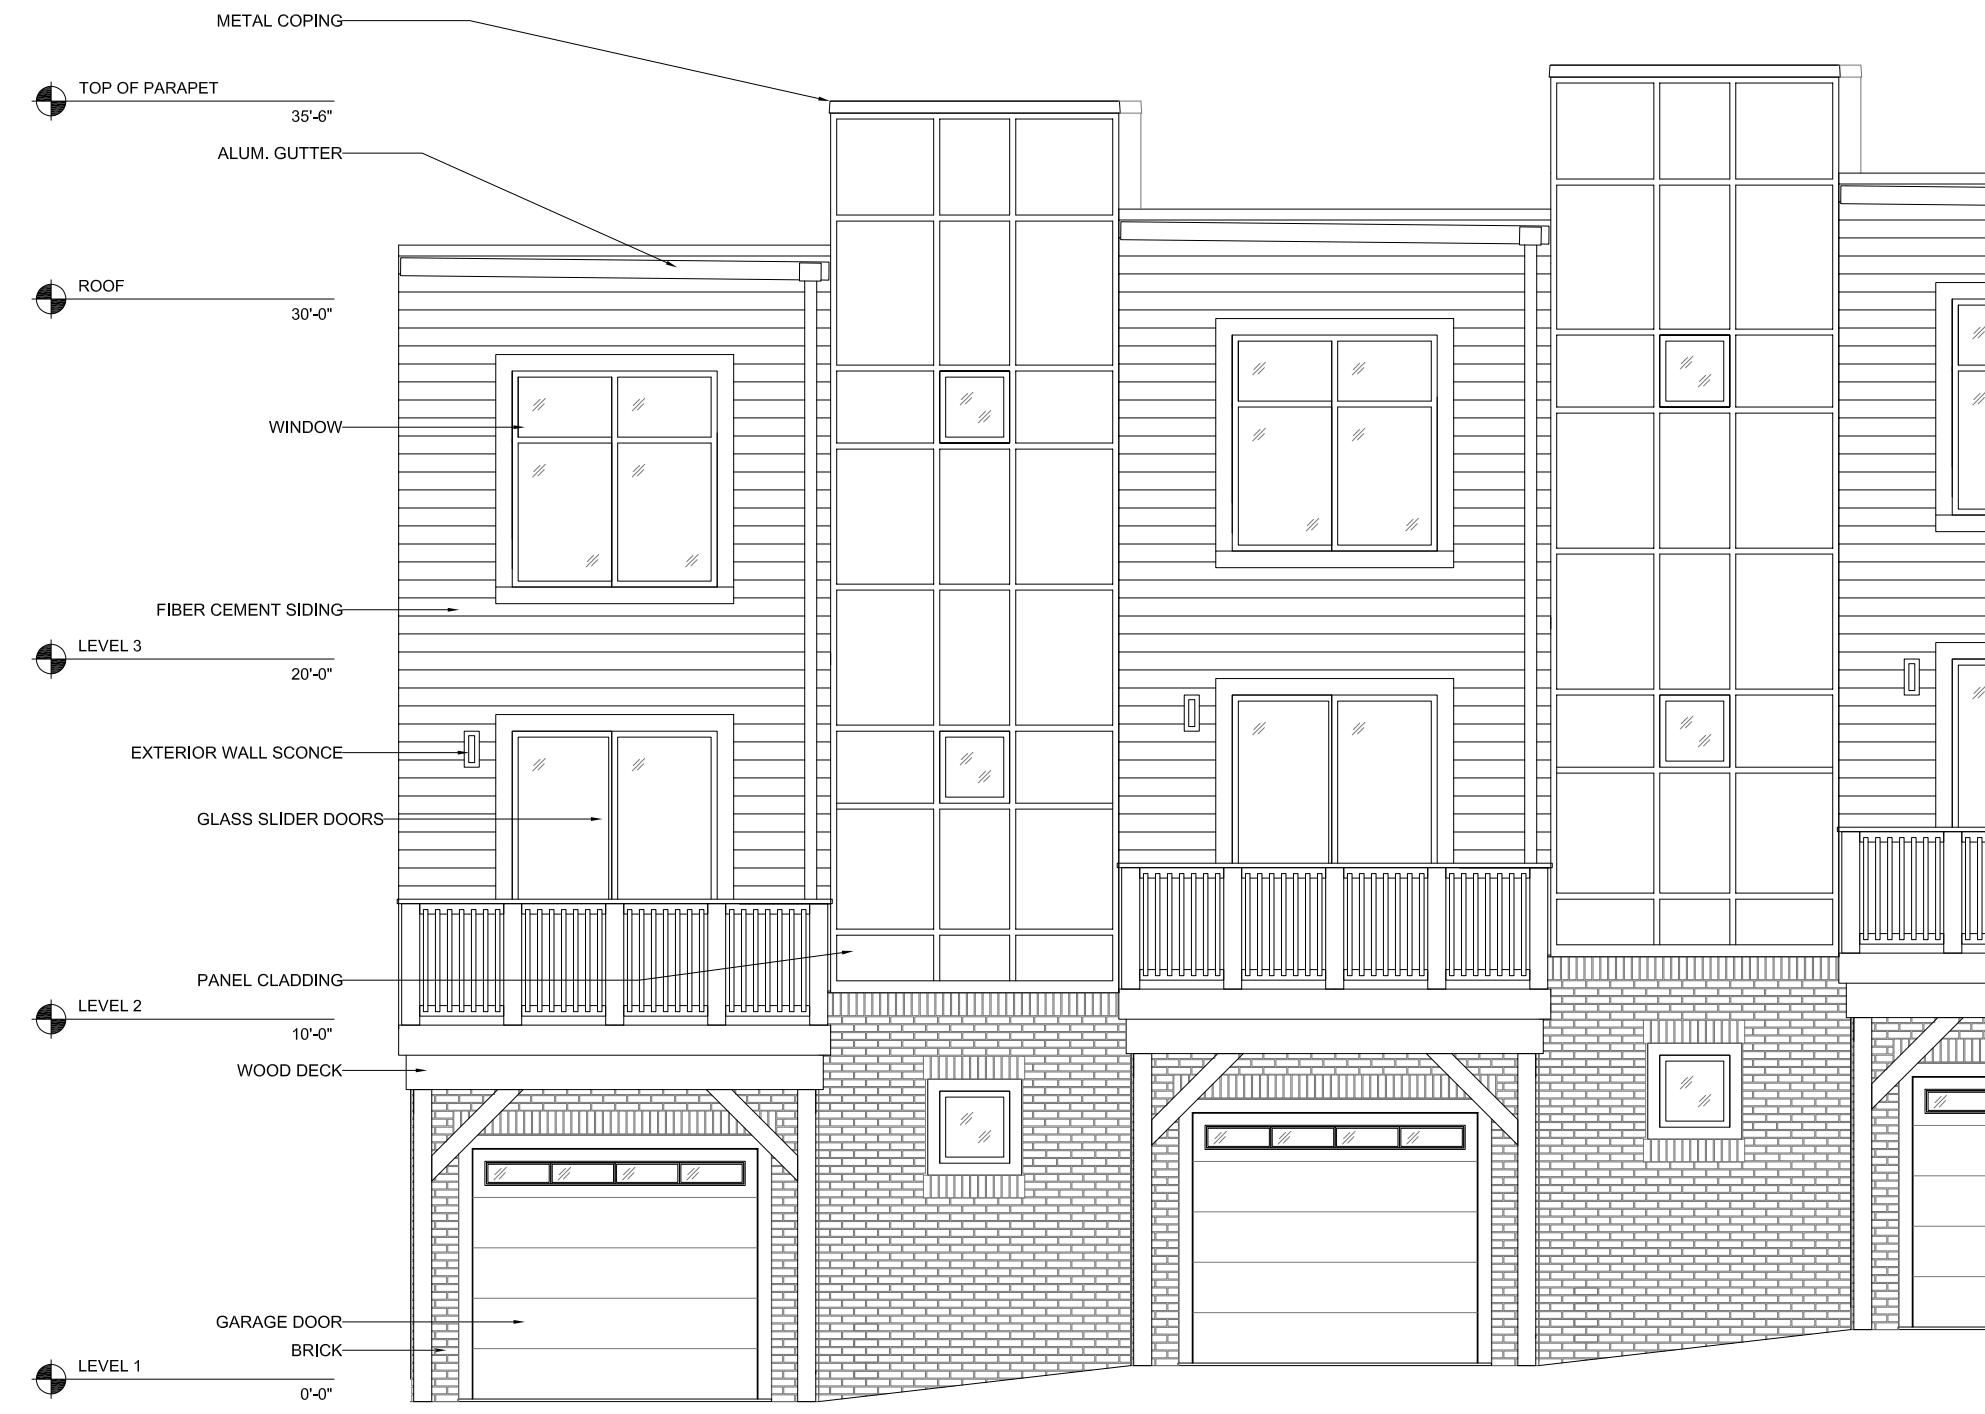 METAL COPING
TOP OF PARAPET
35'-6"
ALUM. GUTTER
ROOF
30'-0"
WINDOW
FIBER CEMENT SIDING
LEVEL 3
20'-0"
EXTERIOR WALL SCONCE
GLASS SLIDER DOORS
PANEL CLADDING
LEVEL 2
10'-0"
WOOD DECK
GARAGE DOOR
BRICK
LEVEL 1
0'-0"